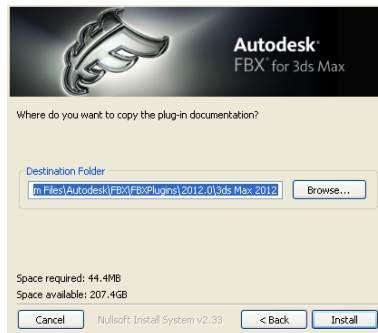 Autodesk®
FBX® for 3ds Max
Where do you want to copy the plug-in documentation?
Destination Folder
m Files\Autodesk\FBX\FBXPlugins\2012.0\3ds Max 2012
Browse...
Space required: 44.4MB
Space available: 207.4GB
Cancel
Nullsoft Install System v2.33
< Back
Install